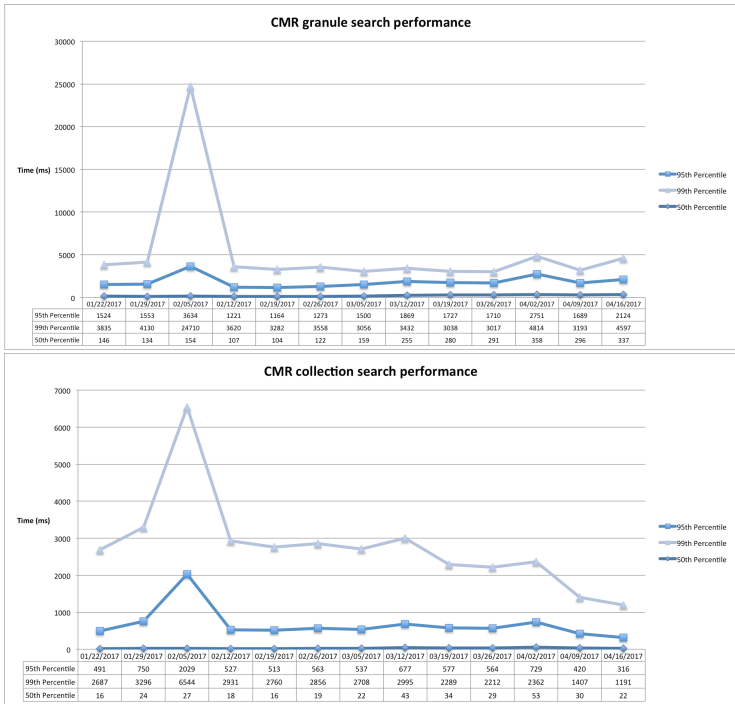 CMR granule search performance
30000
25000
20000
Time (ms) 15000
10000
5000
0
95th Percentile
99th Percentile
50th Percentile
01/22/2017 01/29/2017 02/05/2017 02/12/2017 02/19/2017 02/26/2017 03/05/2017 03/12/2017 03/19/2017 03/26/2017 04/02/2017 04/09/2017 04/16/2017
95th Percentile 1524 1553 3634 1221 1164 1273 1500 1869 1727 1710 2751 1689 2124
99th Percentile 3835 4130 24710 3620 3282 3558 3056 3432 3038 3017 4814 3193 4597
50th Percentile 146 134 154 107 104 122 159 255 280 291 358 296 337
CMR collection search performance
7000
6000
5000
4000
Time (ms)
3000
2000
1000
0
95th Percentile
99th Percentile
50th Percentile
01/22/2017 01/29/2017 02/05/2017 02/12/2017 02/19/2017 02/26/2017 03/05/2017 03/12/2017 03/19/2017 03/26/2017 04/02/2017 04/09/2017 04/16/2017
95th Percentile 491 750 2029 527 513 563 537 677 577 564 729 420 316
99th Percentile 2687 3296 6544 2931 2760 2856 2708 2995 2289 2212 2362 1407 1191
50th Percentile 16 24 27 18 16 19 22 43 34 29 53 30 22